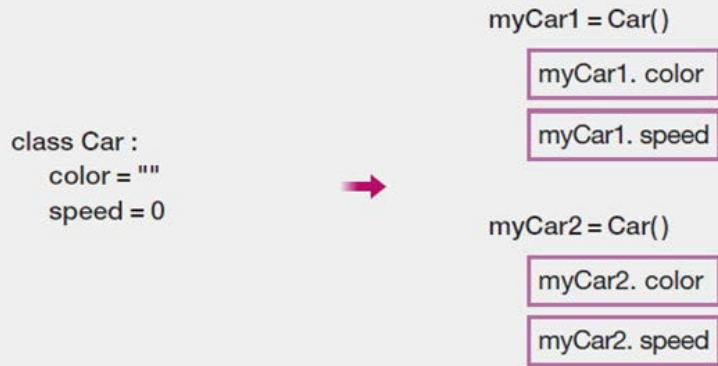 class Car :
color = ""
speed = 0
myCar1 = Car()
myCar1. color
myCar1. speed
myCar2 = Car()
myCar2. color
myCar2. speed